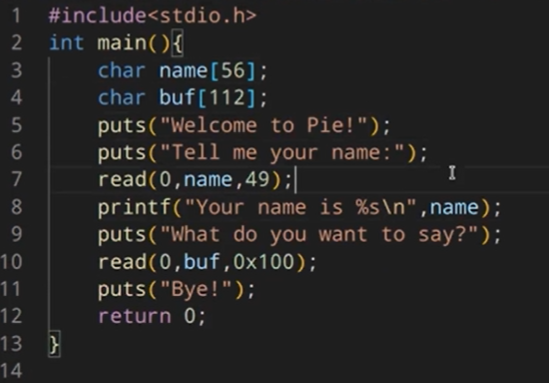 1 #include<stdio.h>
2 int main(){
3 char name[56];
4 char buf[112];
5 puts("Welcome to Pie!");
6 puts("Tell me your name:");
7 read(0,name,49);
8 printf("Your name is %s\n",name);
9 puts("What do you want to say?");
10 read(0,buf,0x100);
11 puts("Bye!");
12 return 0;
13 }
14